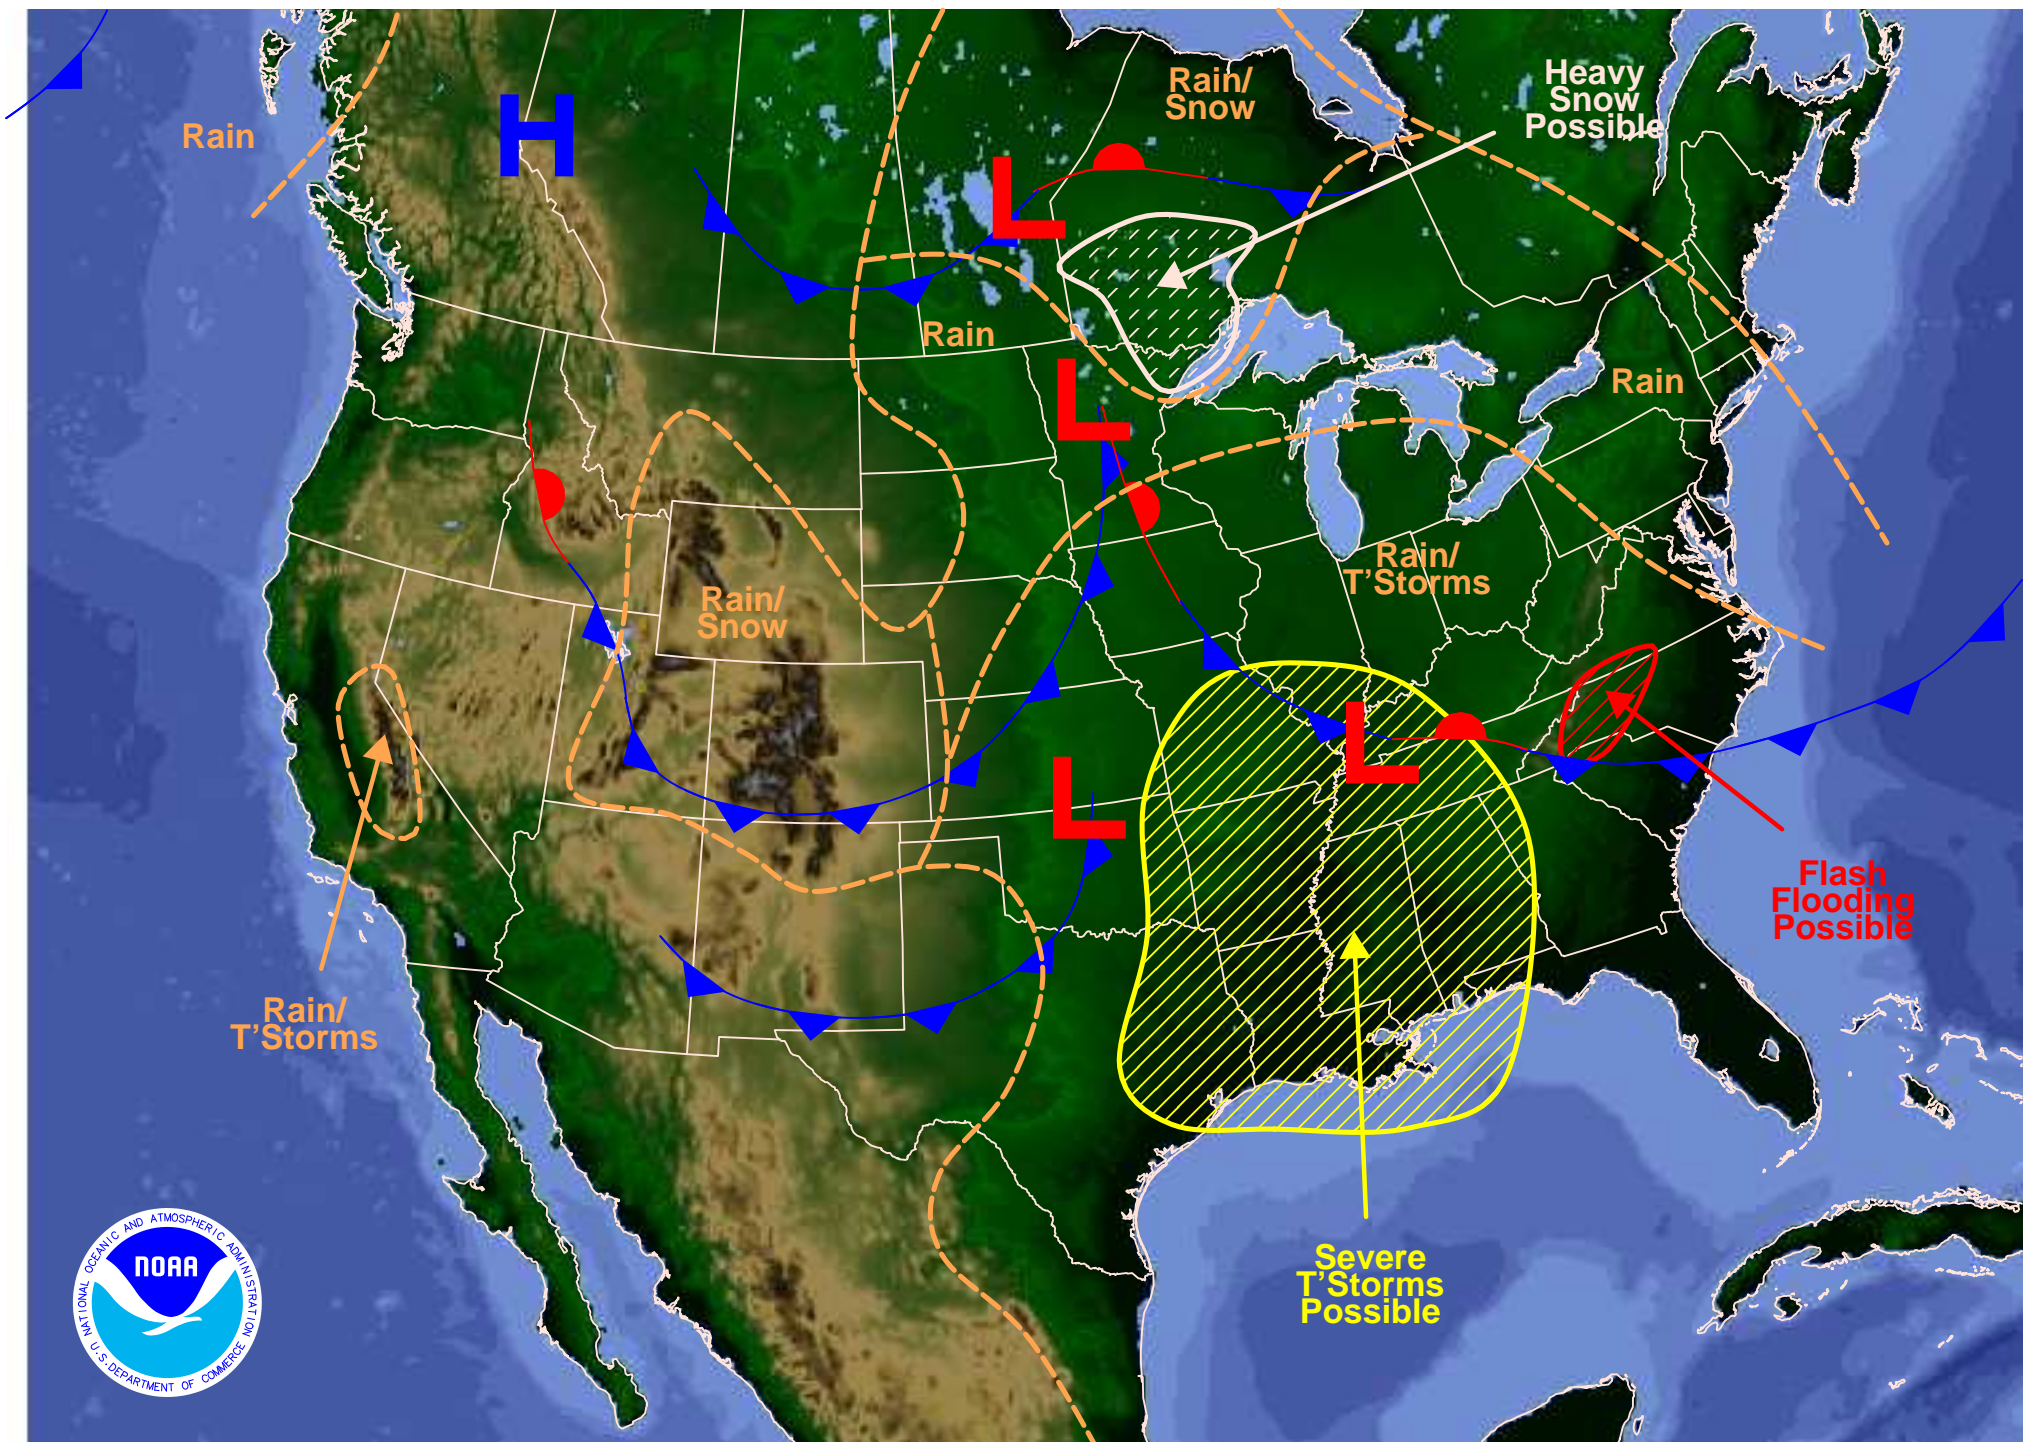 Heavy
Snow
Possible
Rain/
Snow
Rain
H
L
Rain
L
Rain
Rain/
T'Storms
Rain/
Snow
L
L
Flash
Flooding
Possible
Rain/
T'Storms
Severe
T'Storms
Possible
NATIONAL OCEANIC AND ATMOSPHERIC ADMINISTRATION
NOAA
U.S. DEPARTMENT OF COMMERCE